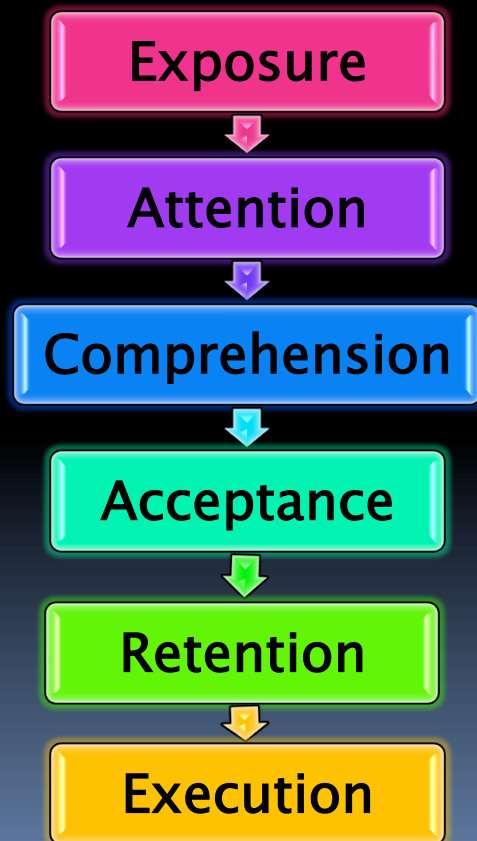 Exposure
Attention
Comprehension
Acceptance
Retention
Execution